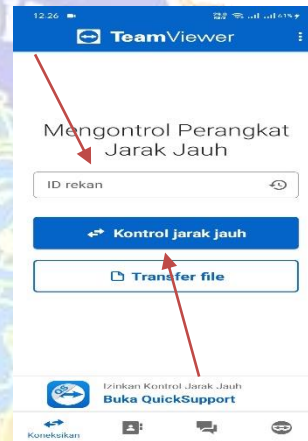 12.26
TeamViewer
Mengontrol Perangkat
Jarak Jauh
ID rekan
Kontrol jarak jauh
Transfer file
Izinkan Kontrol Jarak Jauh
Buka QuickSupport
Koneksikan